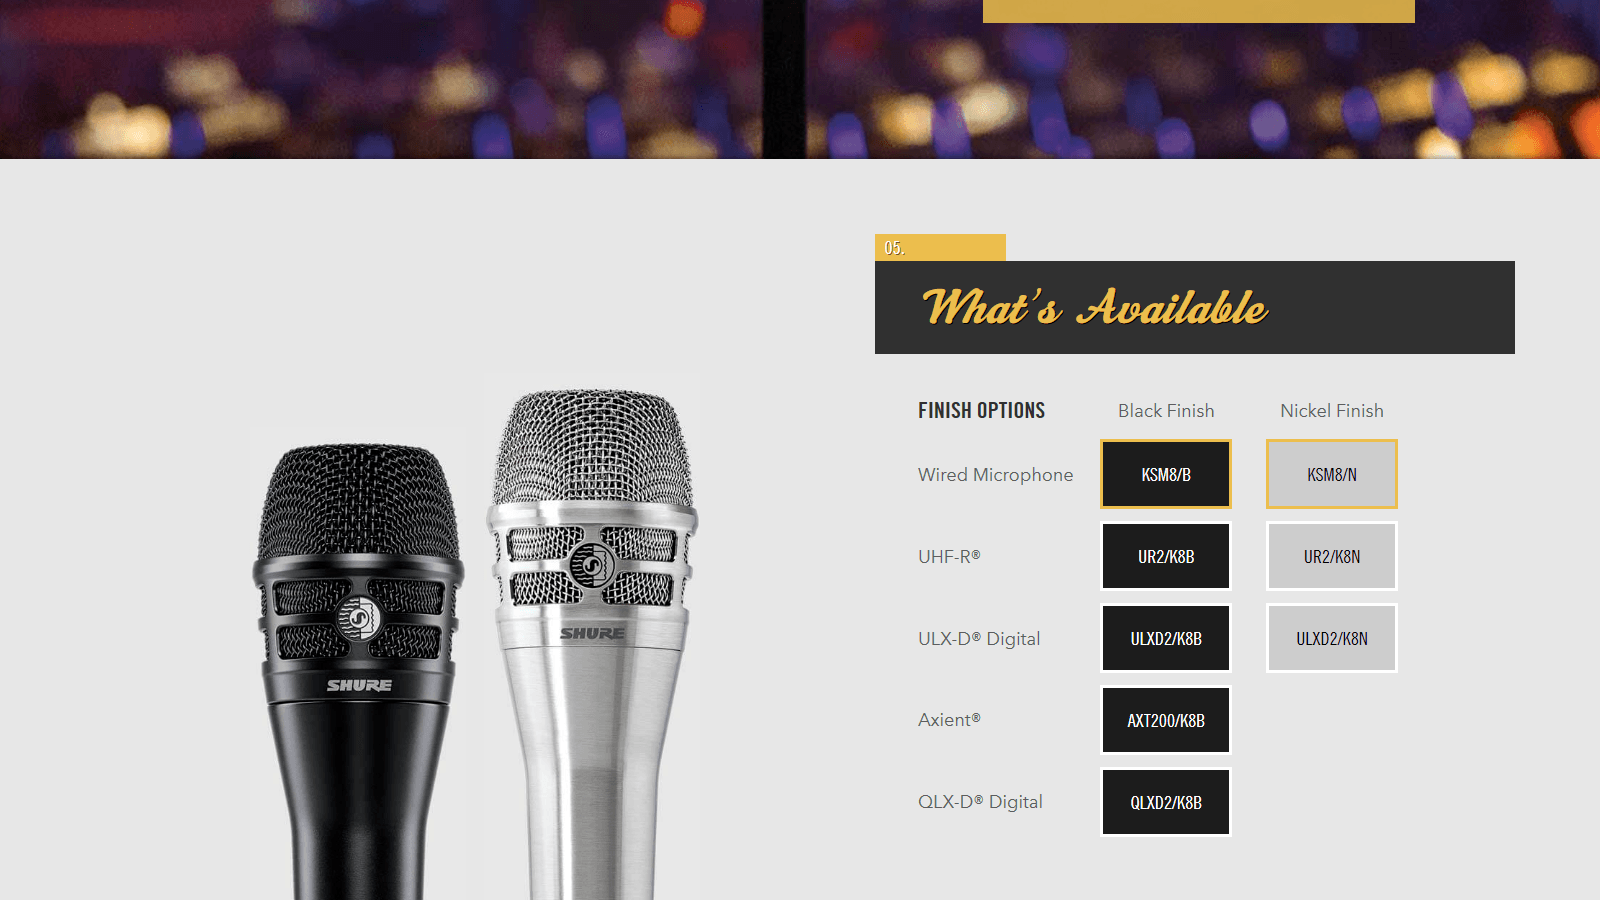 05.
What's Available
FINISH OPTIONS Black Finish Nickel Finish
Wired Microphone KSM8/B KSM8/N
UHF-R® UR2/K8B UR2/K8N
ULX-D® Digital ULXD2/K8B ULXD2/K8N
Axient® AXT200/K8B
QLX-D® Digital QLXD2/K8B
SHURE
SHURE